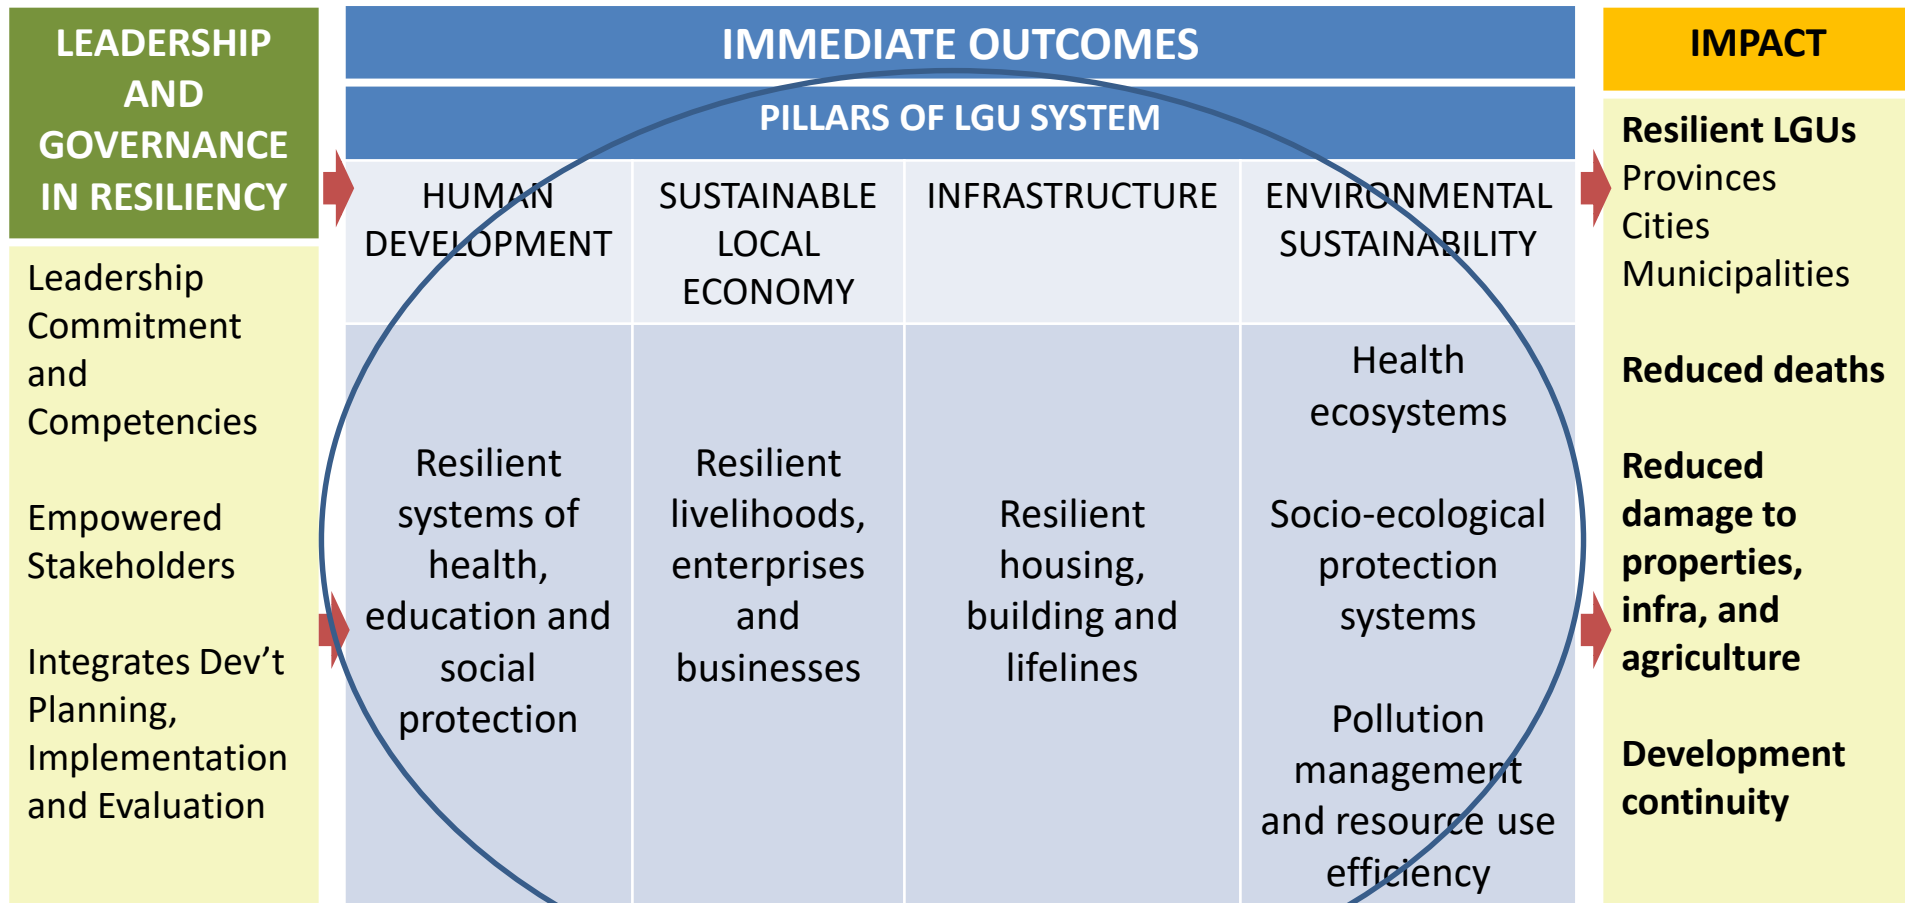 LEADERSHIP
AND
GOVERNANCE
IN RESILIENCY
Leadership
Commitment
and
Competencies
Empowered
Stakeholders
Integrates Dev’t
Planning,
Implementation
and Evaluation
IMMEDIATE OUTCOMES
PILLARS OF LGU SYSTEM
HUMAN
DEVELOPMENT
SUSTAINABLE
LOCAL
ECONOMY
INFRASTRUCTURE
ENVIRONMENTAL
SUSTAINABILITY
Resilient
systems of
health,
education and
social
protection
Resilient
livelihoods,
enterprises
and
businesses
Resilient
housing,
building and
lifelines
Health
ecosystems
Socio-ecological
protection
systems
Pollution
management
and resource use
efficiency
IMPACT
Resilient LGUs
Provinces
Cities
Municipalities
Reduced deaths
Reduced
damage to
properties,
infra, and
agriculture
Development
continuity